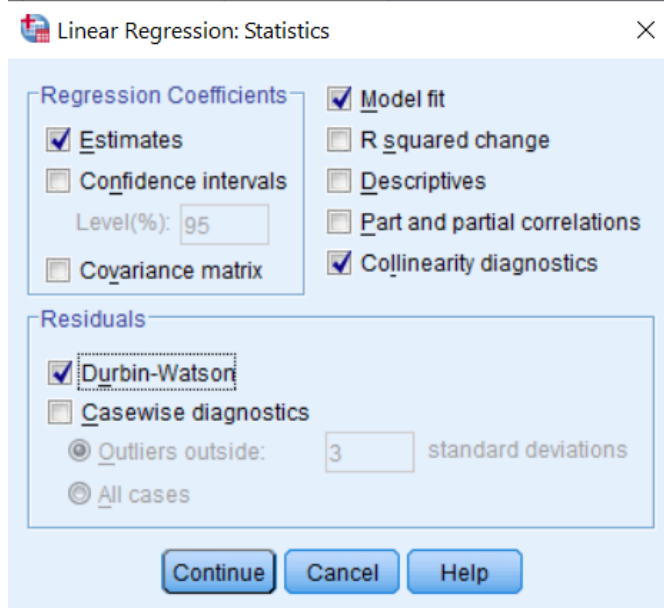 Linear Regression: Statistics
Regression Coefficients
Estimates
Confidence intervals
Level(%): 95
Covariance matrix
Model fit
R squared change
Descriptives
Part and partial correlations
Collinearity diagnostics
Residuals
Durbin-Watson
Casewise diagnostics
Outliers outside: 3 standard deviations
All cases
Continue Cancel Help